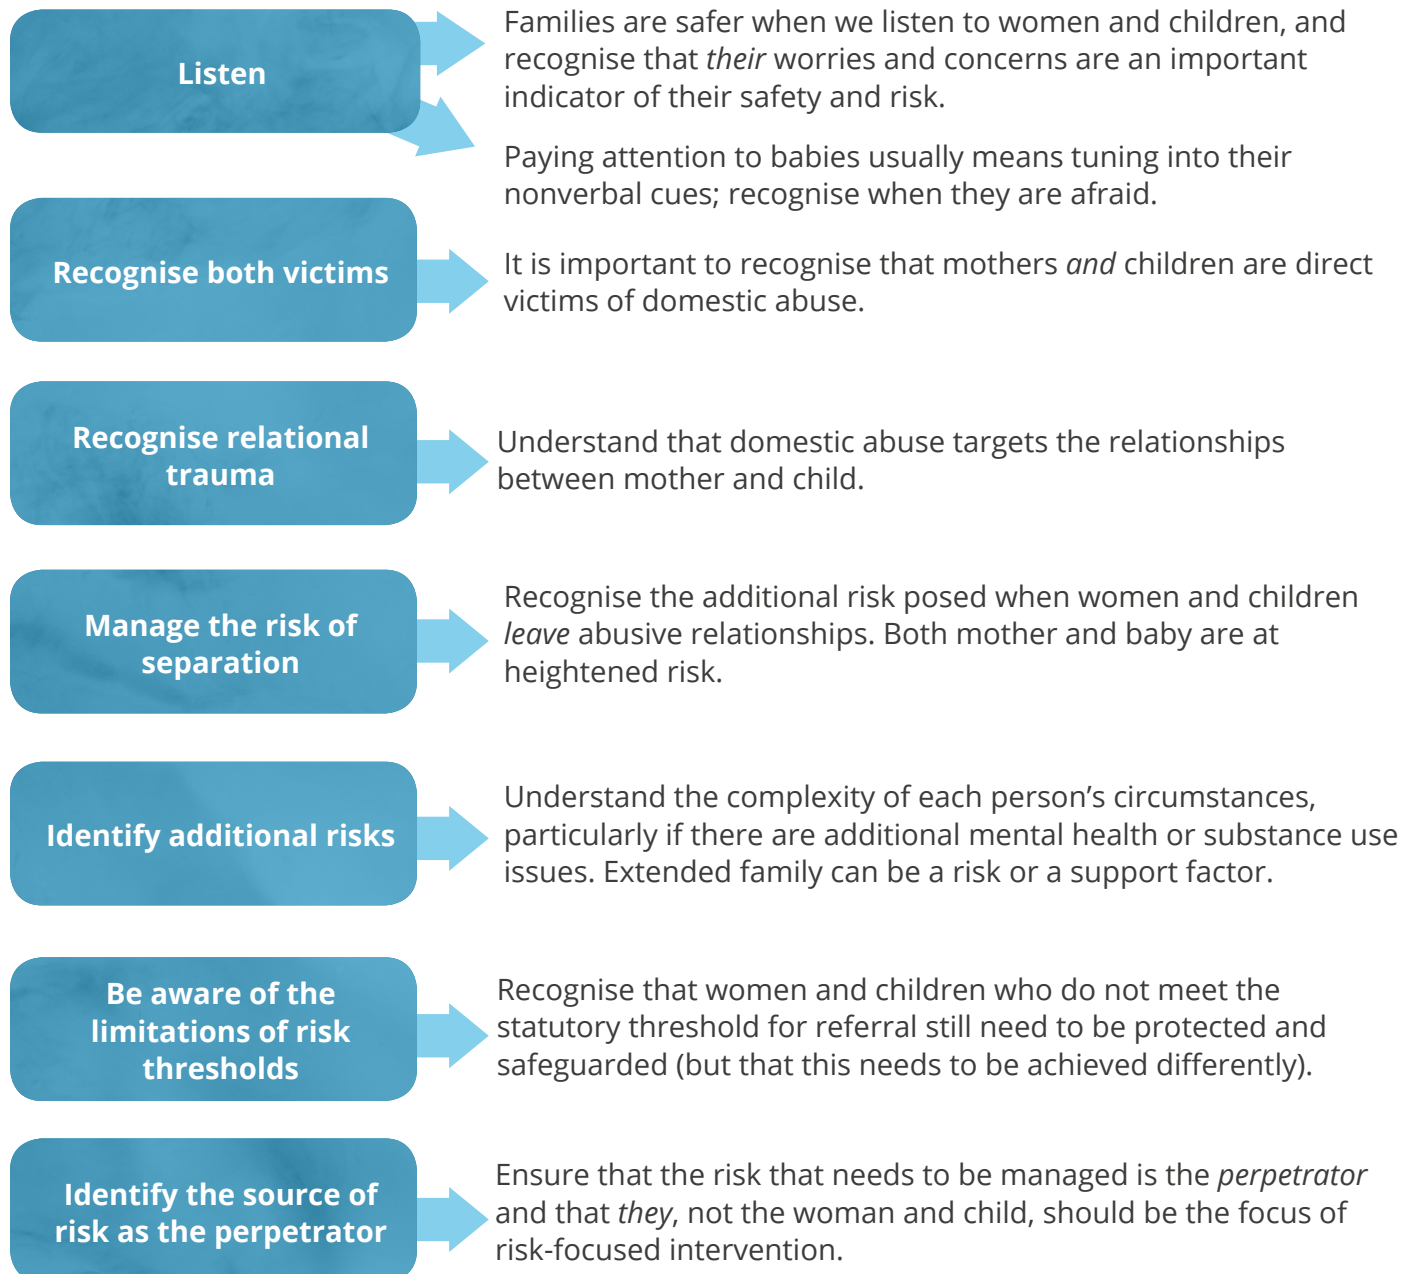 Listen
Families are safer when we listen to women and children, and
recognise that their worries and concerns are an important
indicator of their safety and risk.
Paying attention to babies usually means tuning into their
nonverbal cues; recognise when they are afraid.
Recognise both victims
It is important to recognise that mothers and children are direct
victims of domestic abuse.
Recognise relational
trauma
Understand that domestic abuse targets the relationships
between mother and child.
Manage the risk of
separation
Recognise the additional risk posed when women and children
leave abusive relationships. Both mother and baby are at
heightened risk.
Identify additional risks
Understand the complexity of each person’s circumstances,
particularly if there are additional mental health or substance use
issues. Extended family can be a risk or a support factor.
Be aware of the
limitations of risk
thresholds
Recognise that women and children who do not meet the
statutory threshold for referral still need to be protected and
safeguarded (but that this needs to be achieved differently).
Identify the source of
risk as the perpetrator
Ensure that the risk that needs to be managed is the perpetrator
and that they, not the woman and child, should be the focus of
risk-focused intervention.